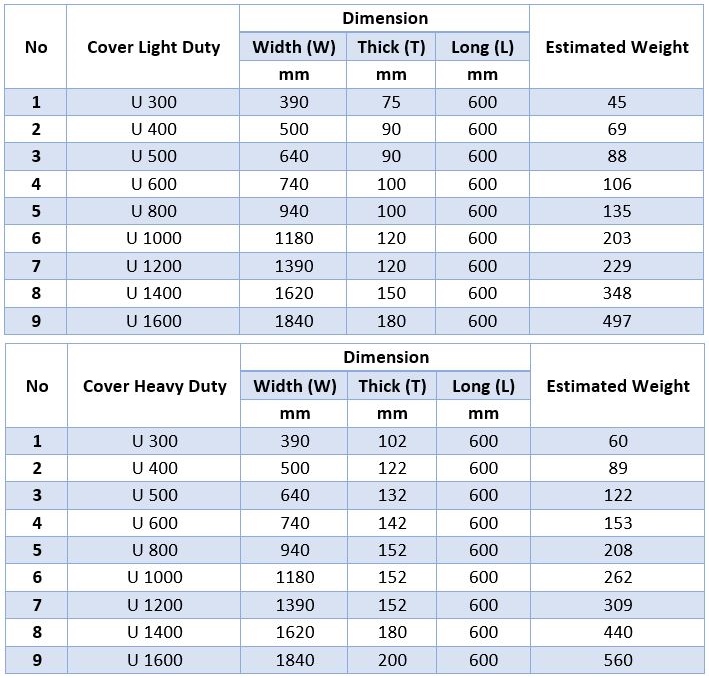 Dimension
No Cover Light Duty Width (W) Thick (T) Long (L) Estimated Weight
mm mm mm
1 U 300 390 75 600 45
2 U 400 500 90 600 69
3 U 500 640 90 600 88
4 U 600 740 100 600 106
5 U 800 940 100 600 135
6 U 1000 1180 120 600 203
7 U 1200 1390 120 600 229
8 U 1400 1620 150 600 348
9 U 1600 1840 180 600 497
Dimension
No Cover Heavy Duty Width (W) Thick (T) Long (L) Estimated Weight
mm mm mm
1 U 300 390 102 600 60
2 U 400 500 122 600 89
3 U 500 640 132 600 122
4 U 600 740 142 600 153
5 U 800 940 152 600 208
6 U 1000 1180 152 600 262
7 U 1200 1390 152 600 309
8 U 1400 1620 180 600 440
9 U 1600 1840 200 600 560